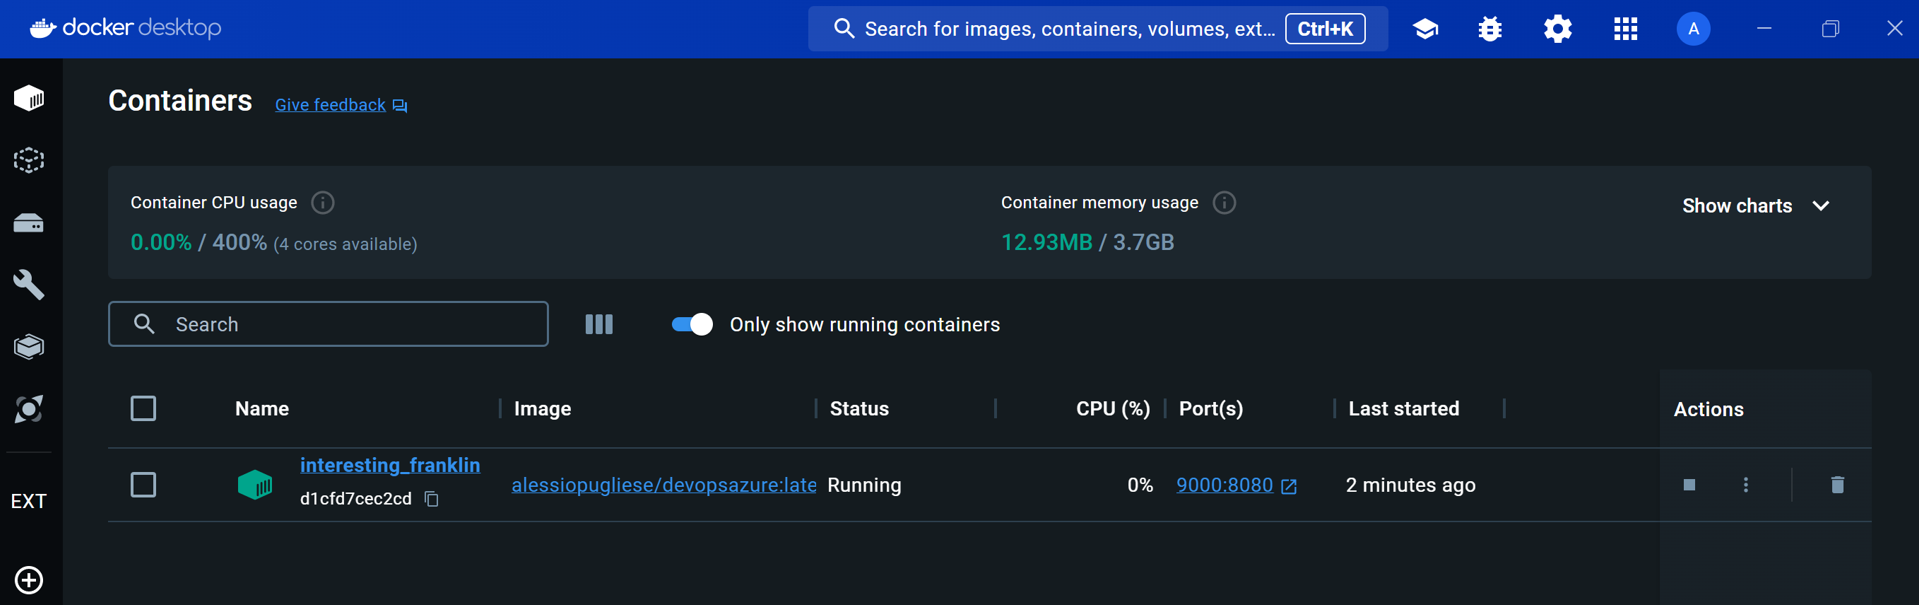 docker desktop
Search for images, containers, volumes, ext... Ctrl+K
A
Containers Give feedback
Container CPU usage
0.00% / 400% (4 cores available)
Container memory usage
12.93MB / 3.7GB
Show charts
Search
Only show running containers
Name Image Status CPU (%) Port(s) Last started Actions
interesting_franklin
d1cfd7cec2cd
alessiopugliese/devopsazure:late
Running 0% 9000:8080 2 minutes ago
EXT